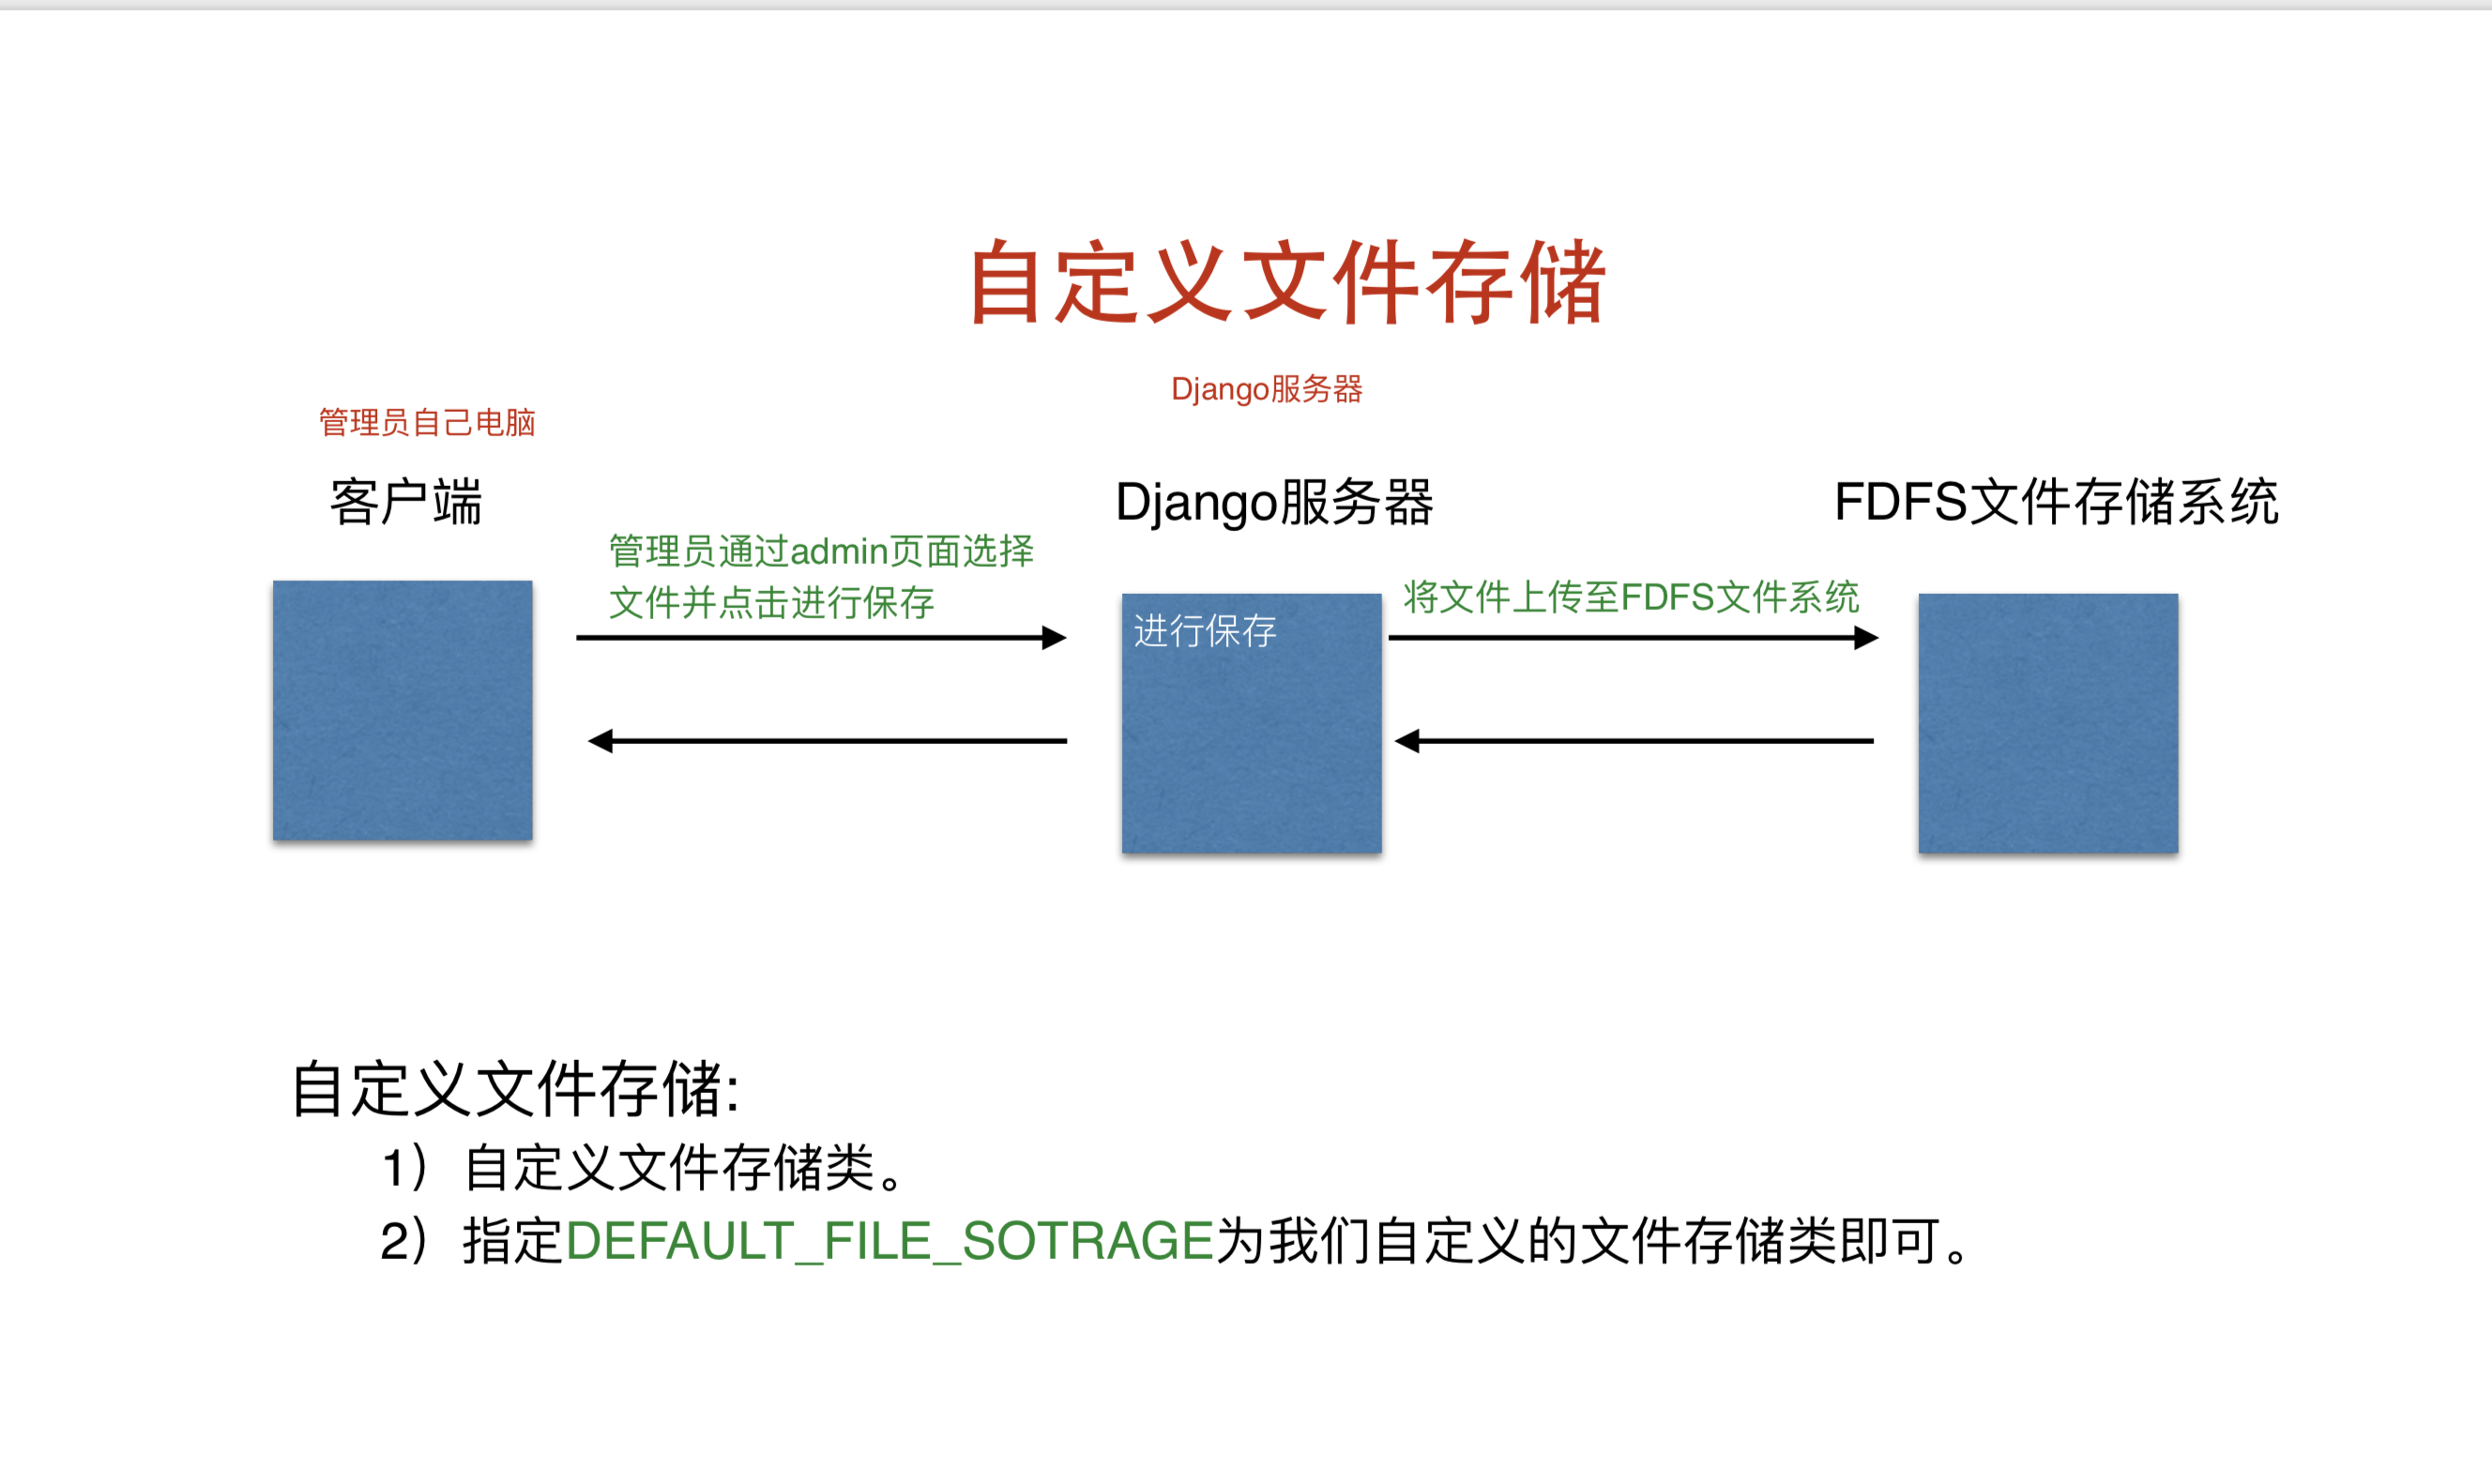 自定义文件存储
Django服务器
管理员自己电脑
客户端
Django服务器
FDFS文件存储系统
管理员通过admin页面选择
文件并点击进行保存
将文件上传至FDFS文件系统
进行保存
自定义文件存储:
1）自定义文件存储类。
2）指定DEFAULT_FILE_SOTRAGE为我们自定义的文件存储类即可。